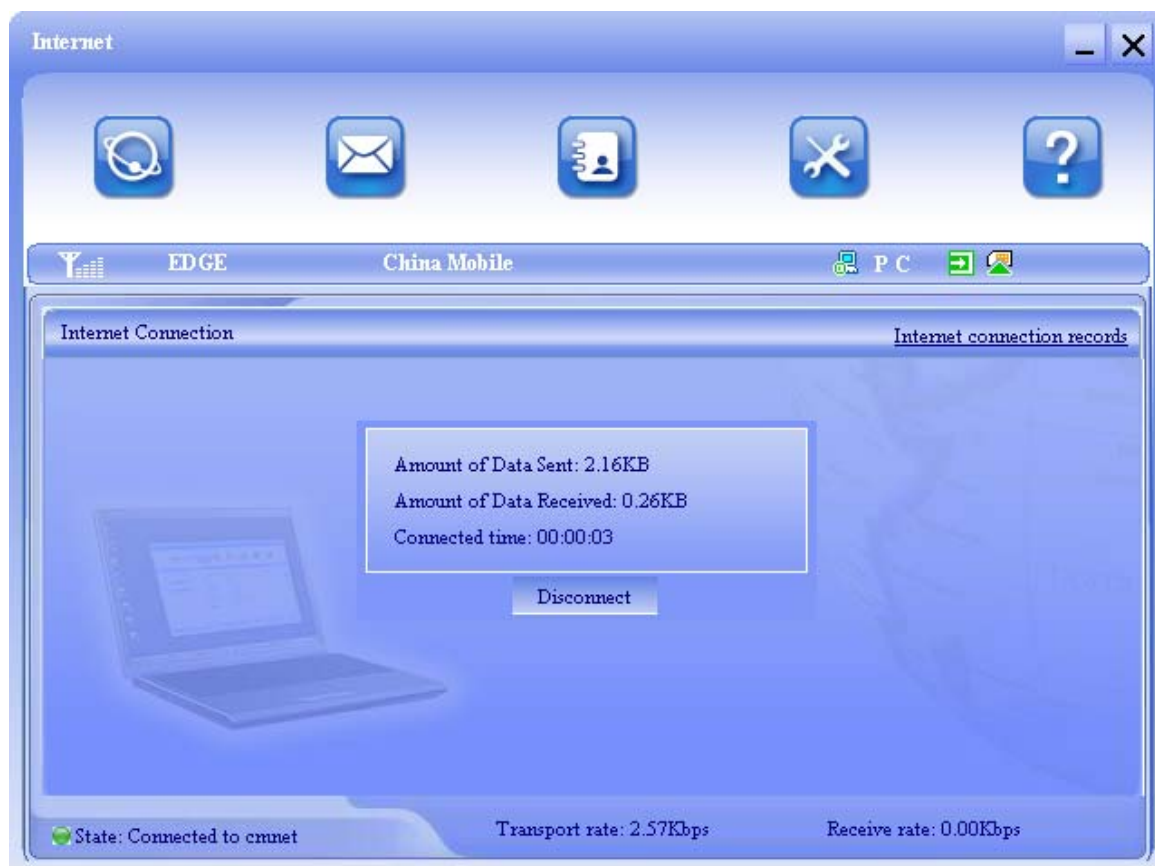 Internet
EDGE China Mobile PC
Internet Connection Internet connection records
Amount of Data Sent: 2.16KB
Amount of Data Received: 0.26KB
Connected time: 00:00:03
Disconnect
State: Connected to cmnet Transport rate: 2.57Kbps Receive rate: 0.00Kbps